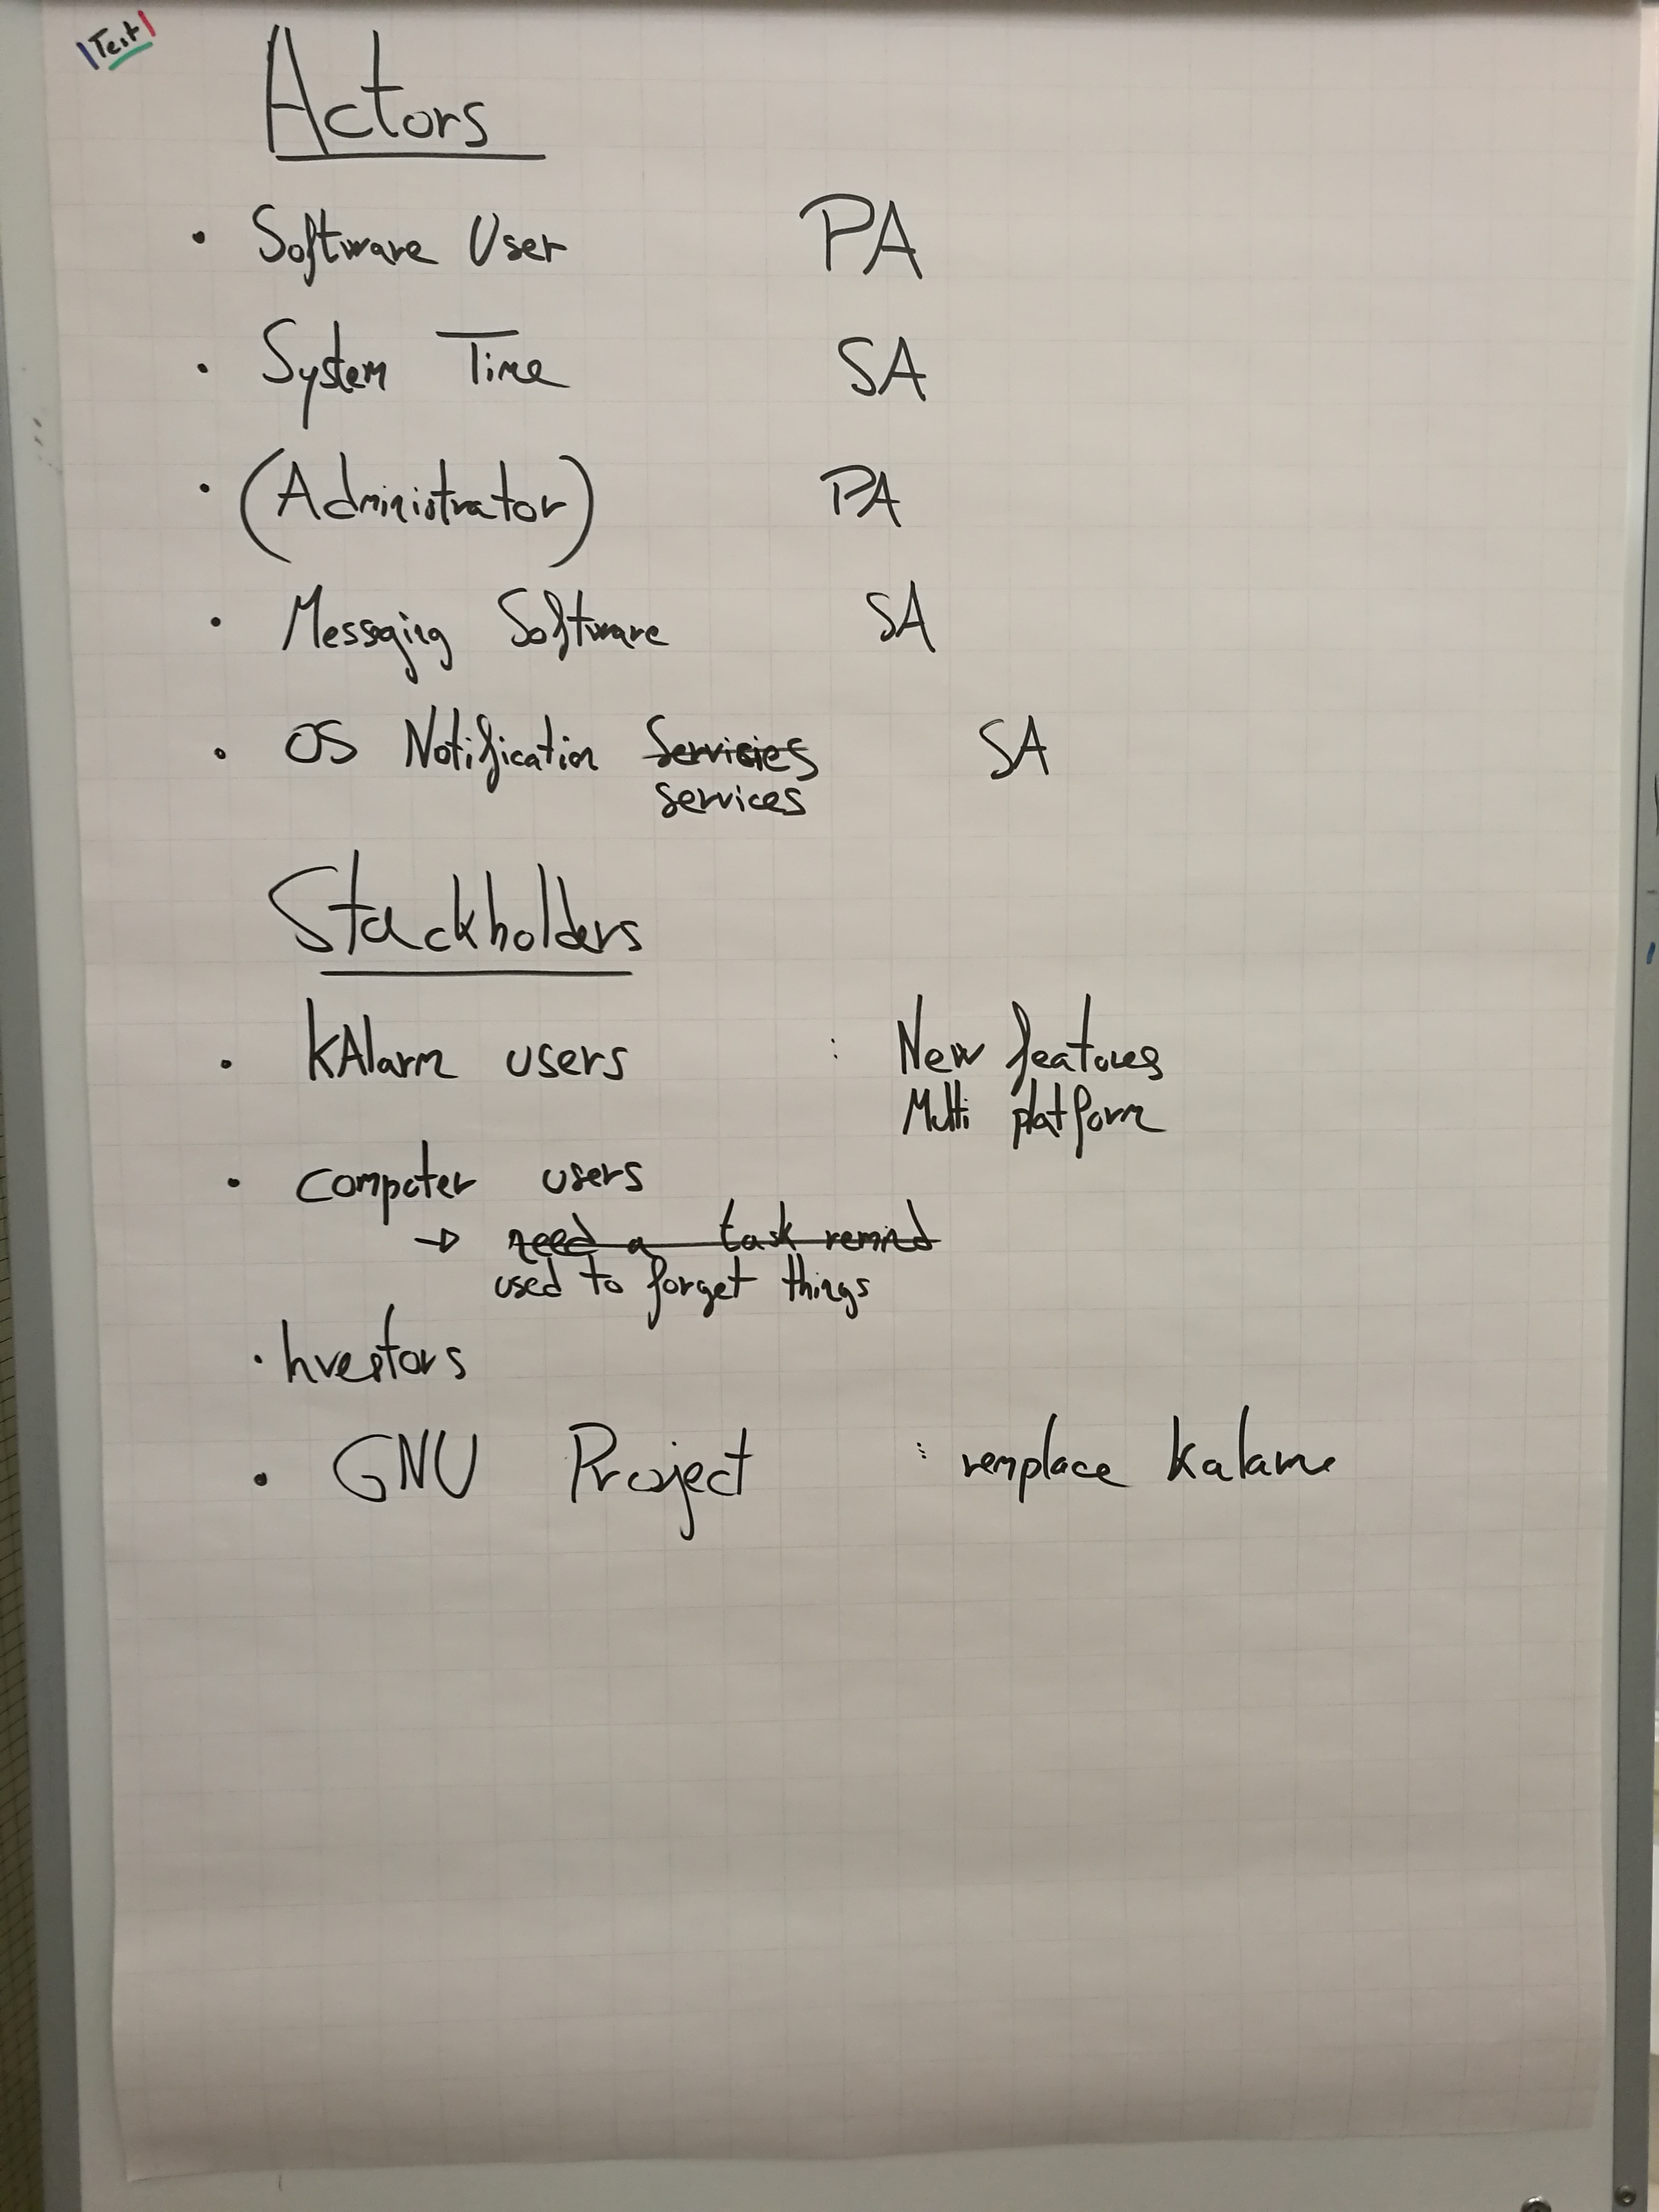 |Test|
Actors
• Software User PA
• System Time SA
• (Administrator) PA
• Messaging Software SA
• OS Notification Servicies SA
services
Stackholders
• KAlarm users : New features
Multi platform
• Computer users
→ need a task remind
used to forget things
• Investors
• GNU Project : remplace Kalarm